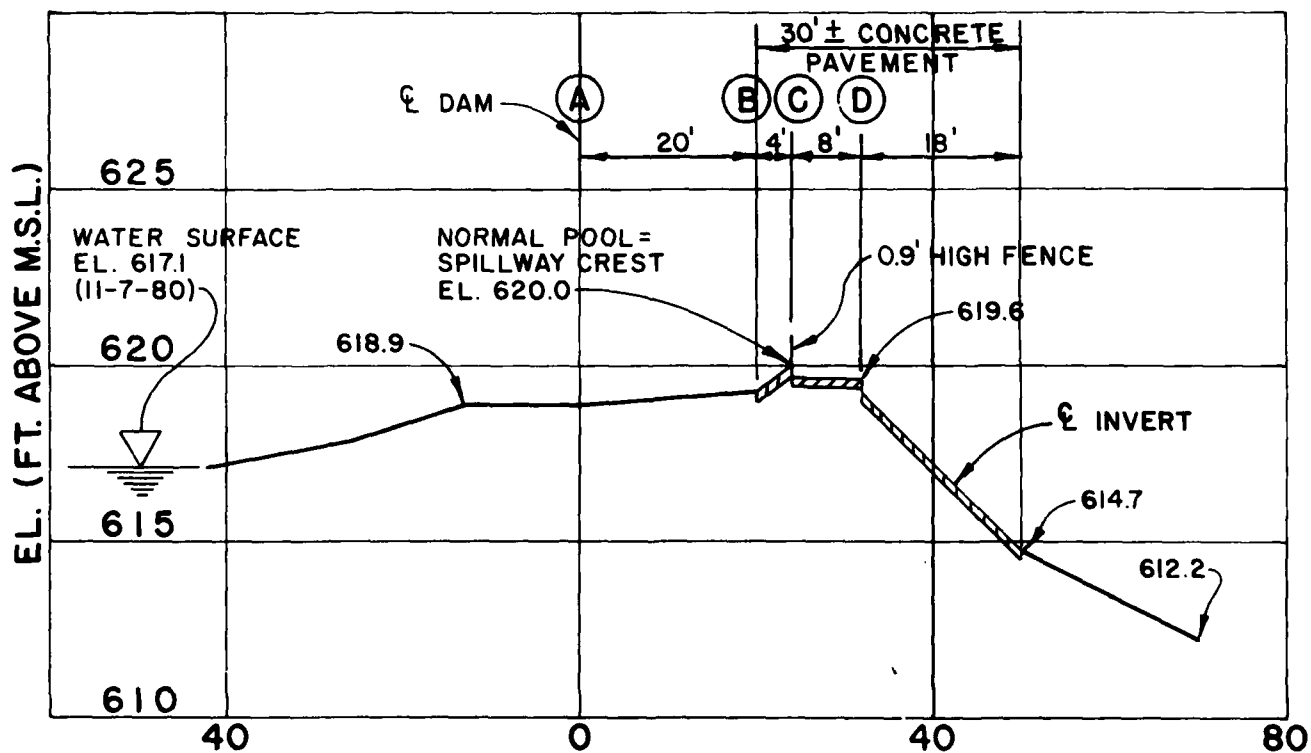 30' ± CONCRETE
PAVEMENT
℄ DAM
A
B
C
D
20'
4'
8'
18'
EL. (FT. ABOVE M.S.L.)
625
WATER SURFACE
EL. 617.1
(11-7-80)
NORMAL POOL =
SPILLWAY CREST
EL. 620.0
0.9' HIGH FENCE
619.6
620
618.9
℄ INVERT
615
614.7
612.2
610
40
0
40
80